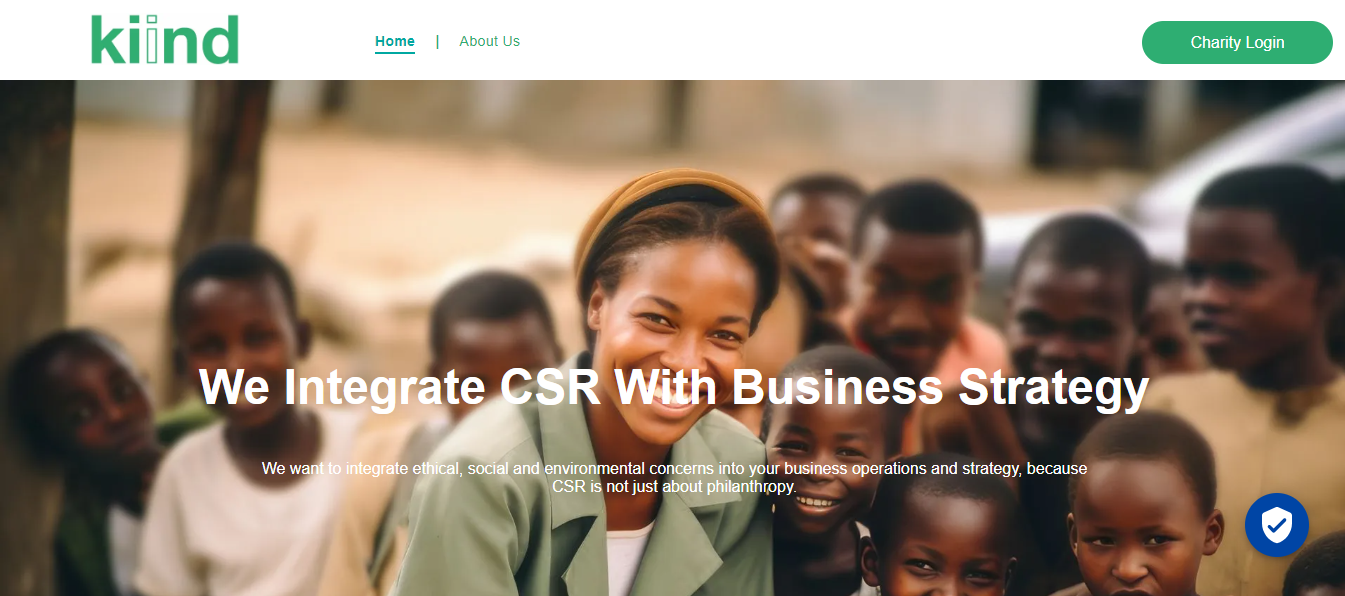 kiind
Home | About Us
Charity Login
We Integrate CSR With Business Strategy
We want to integrate ethical, social and environmental concerns into your business operations and strategy, because
CSR is not just about philanthropy.